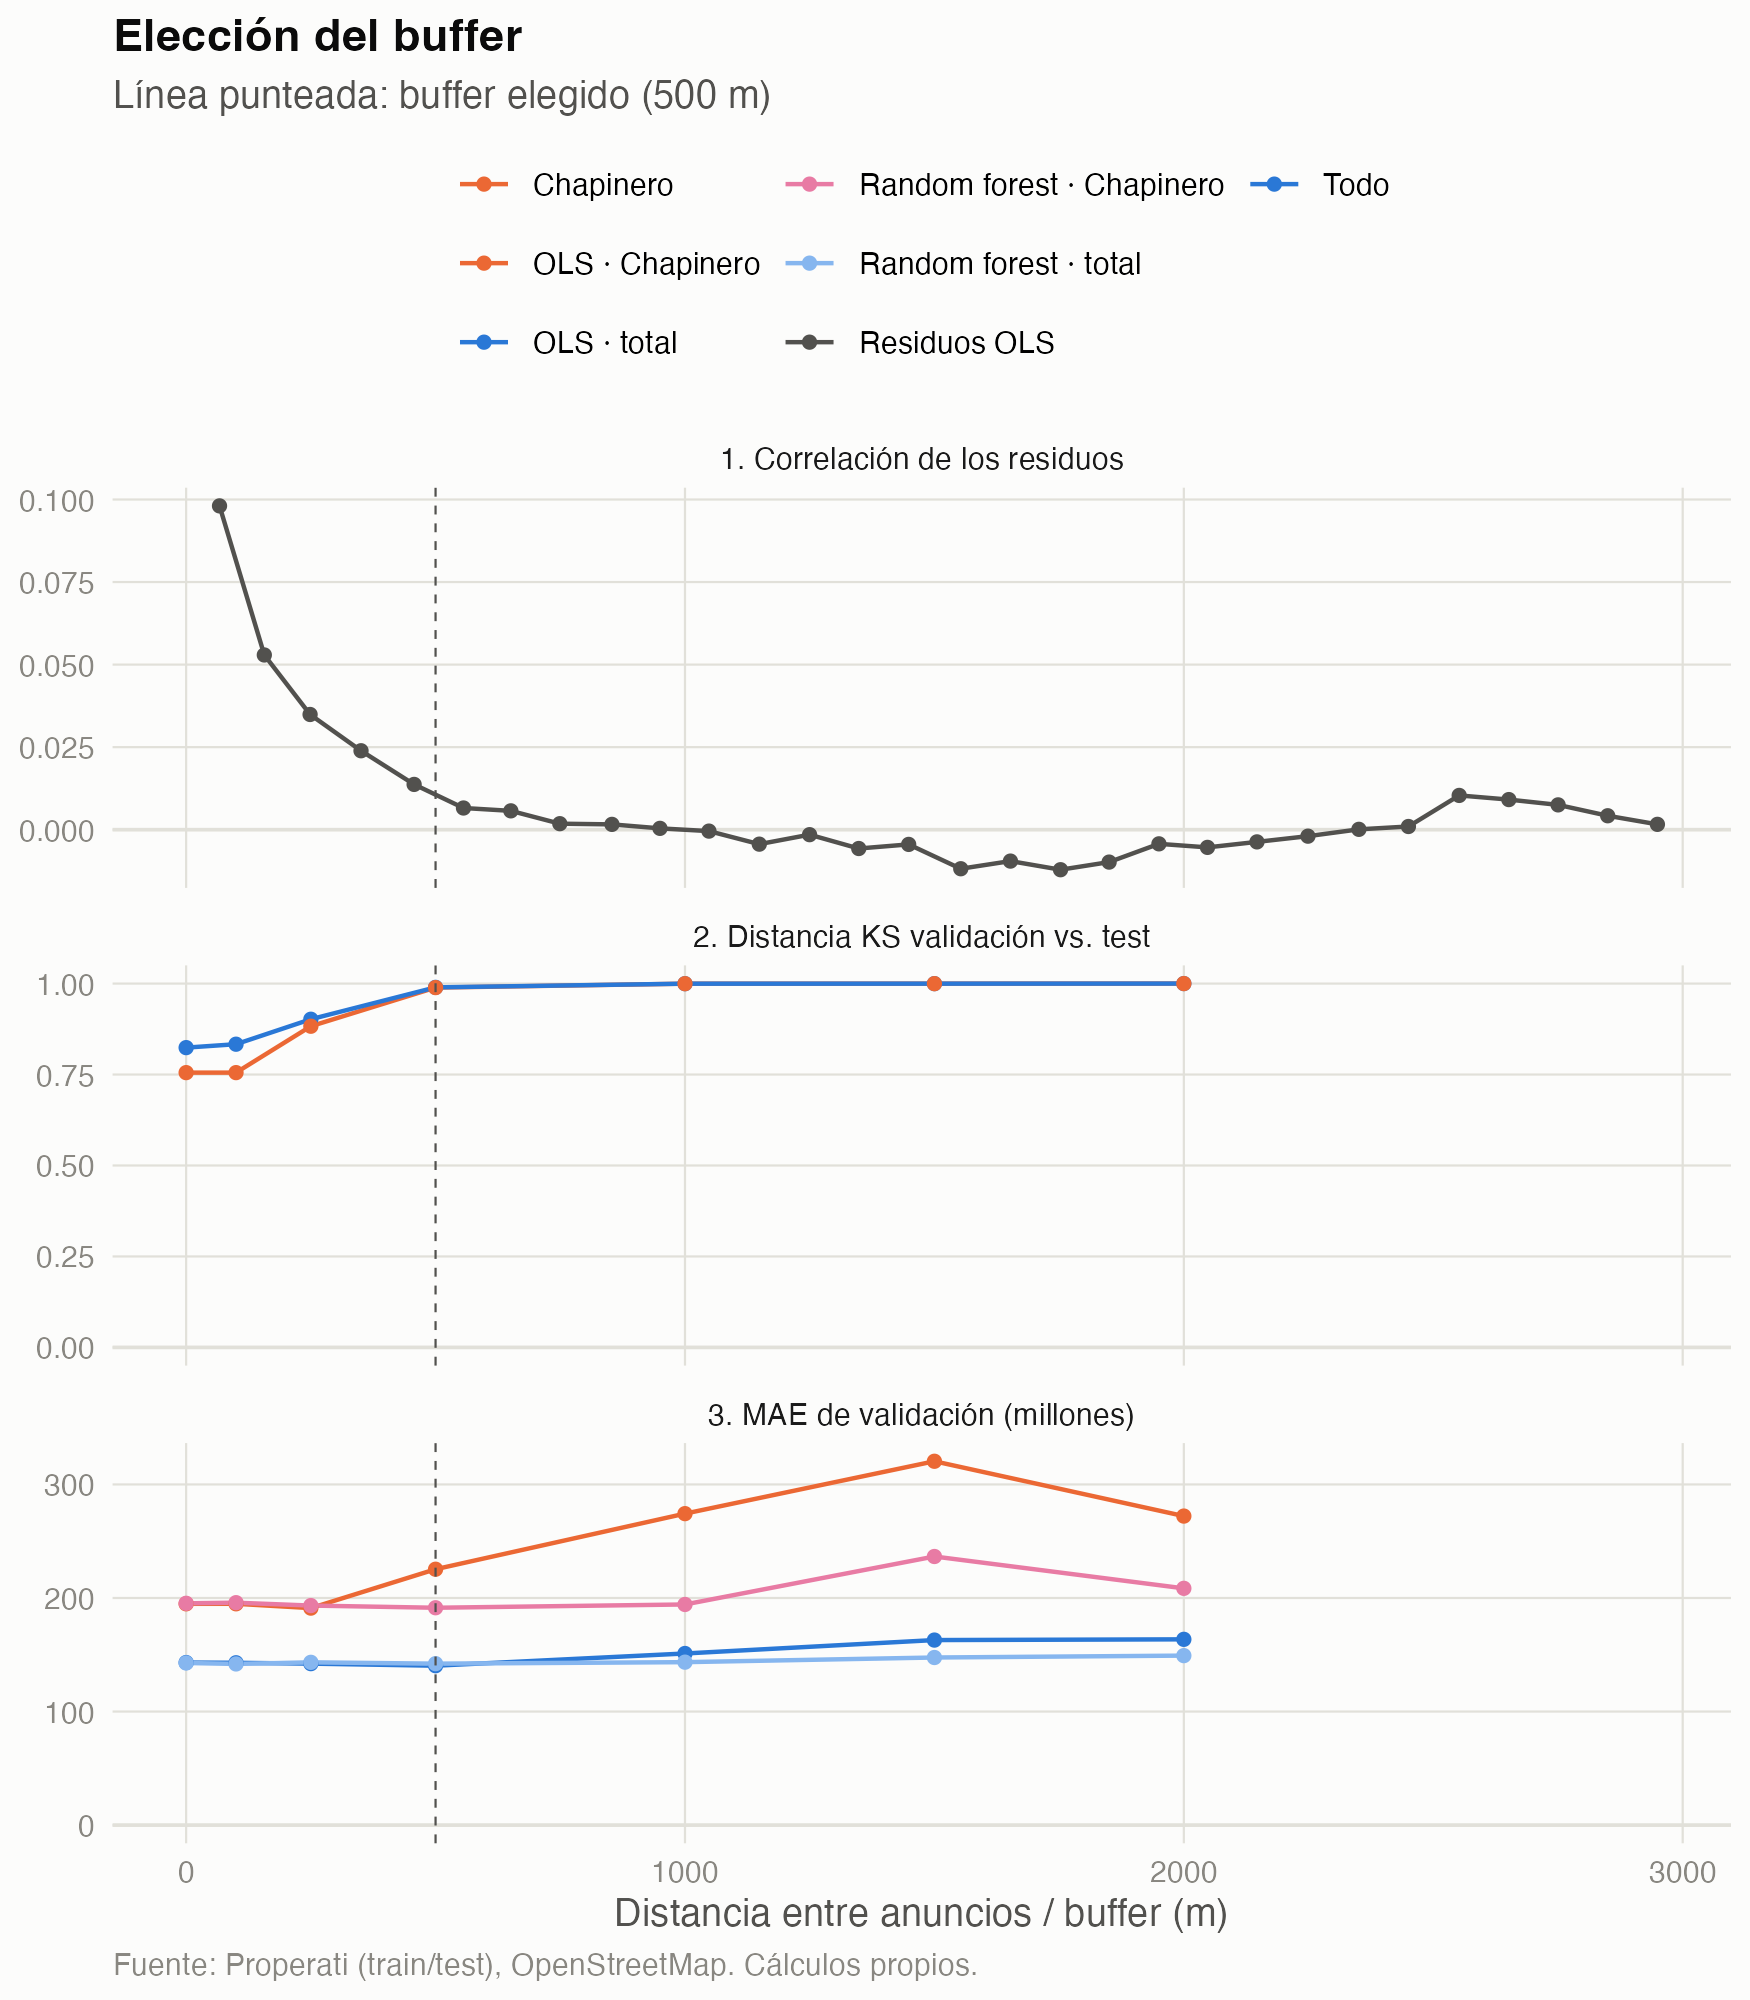 Elección del buffer
Línea punteada: buffer elegido (500 m)
Chapinero
Random forest · Chapinero
Todo
OLS · Chapinero
Random forest · total
OLS · total
Residuos OLS
1. Correlación de los residuos
0.100
0.075
0.050
0.025
0.000
2. Distancia KS validación vs. test
1.00
0.75
0.50
0.25
0.00
3. MAE de validación (millones)
300
200
100
0
0 1000 2000 3000
Distancia entre anuncios / buffer (m)
Fuente: Properati (train/test), OpenStreetMap. Cálculos propios.